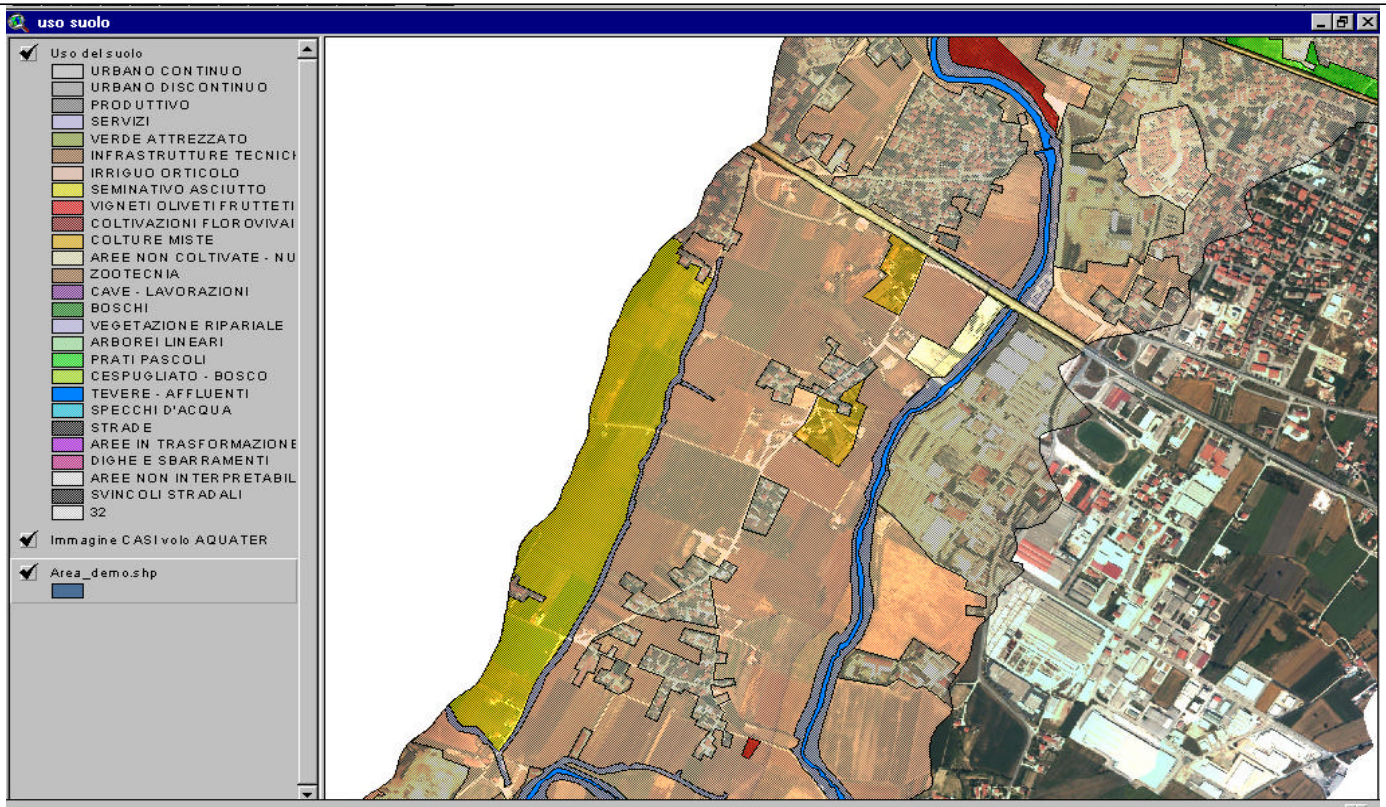 uso suolo
Uso del suolo
URBANO CONTINUO
URBANO DISCONTINUO
PRODUTTIVO
SERVIZI
VERDE ATTREZZATO
INFRASTRUTTURE TECNICH
IRRIGUO ORTICOLO
SEMINATIVO ASCIUTTO
VIGNETI OLIVETI FRUTTETI
COLTIVAZIONI FLOROVIVAI
COLTURE MISTE
AREE NON COLTIVATE - NU
ZOOTECNIA
CAVE - LAVORAZIONI
BOSCHI
VEGETAZIONE RIPARIALE
ARBOREI LINEARI
PRATI PASCOLI
CESPUGLIATO - BOSCO
TEVERE - AFFLUENTI
SPECCHI D'ACQUA
STRADE
AREE IN TRASFORMAZIONE
DIGHE E SBARRAMENTI
AREE NON INTERPRETABIL
SVINCOLI STRADALI
32
Immagine CASI volo AQUATER
Area_demo.shp